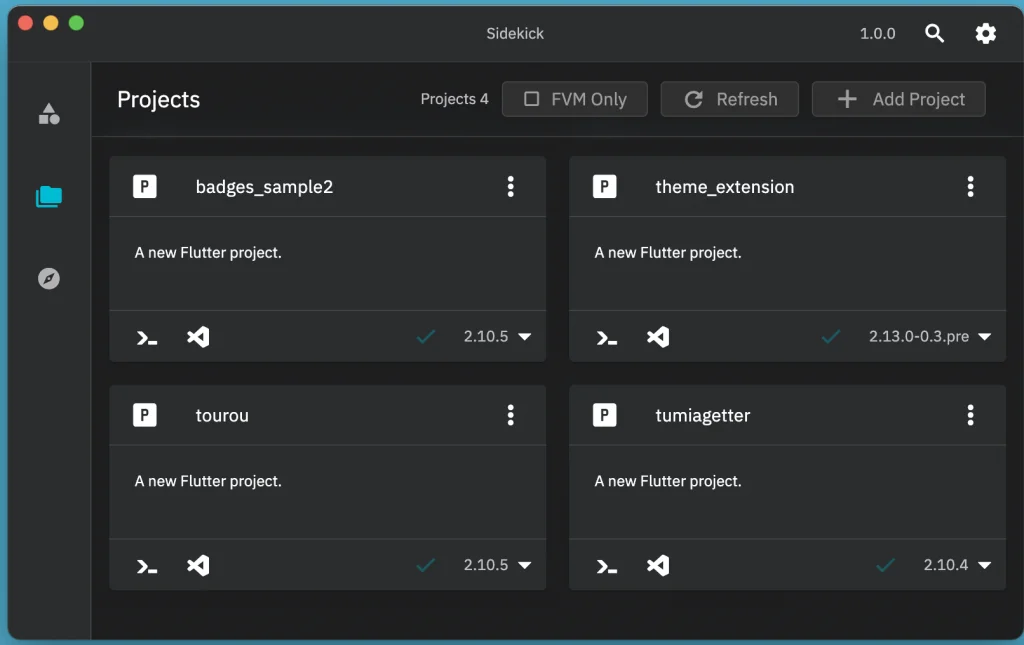 Sidekick 1.0.0
Projects Projects 4 FVM Only Refresh Add Project
P badges_sample2
A new Flutter project.
2.10.5
P theme_extension
A new Flutter project.
2.13.0-0.3.pre
P tourou
A new Flutter project.
2.10.5
P tumiagetter
A new Flutter project.
2.10.4